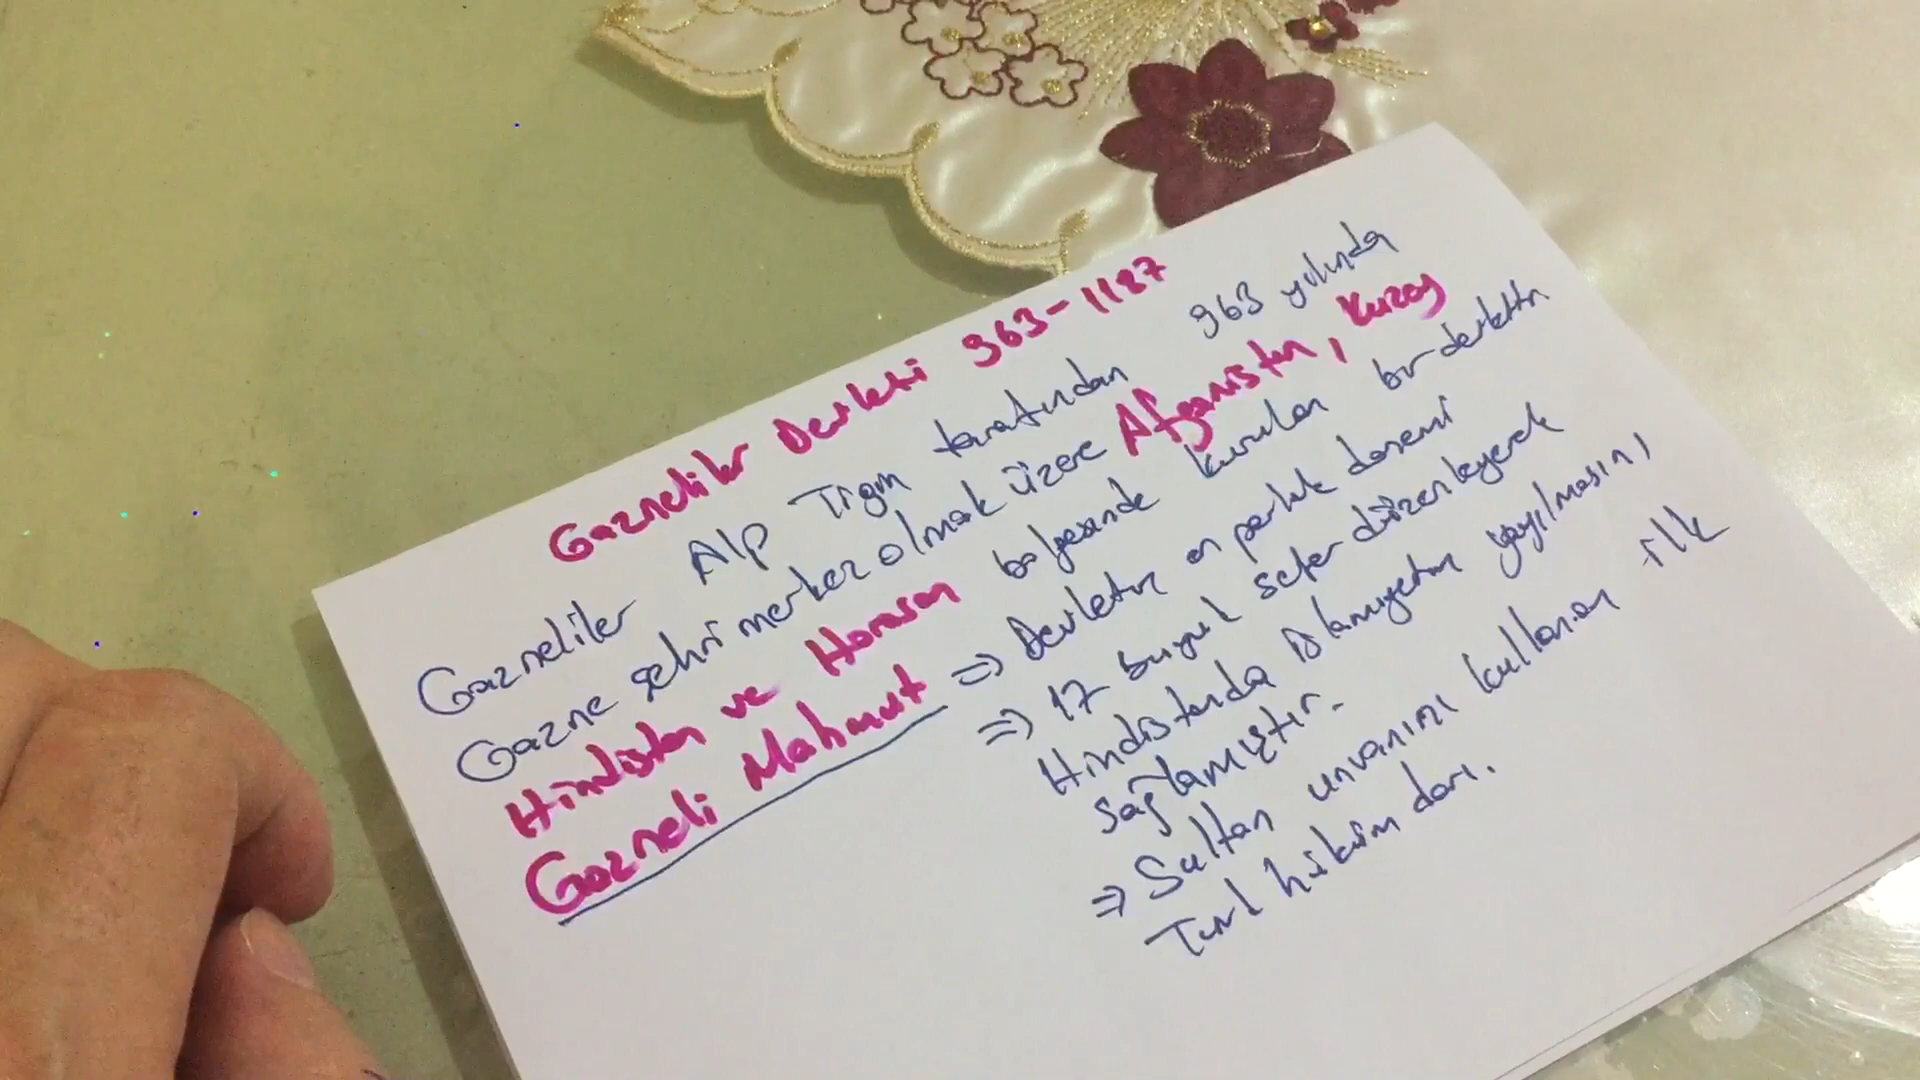 Gazneliler Devleti 963-1187
Gazneliler Alp Tigin tarafından 963 yılında
Gazne şehri merkez olmak üzere Afganistan, Kuzey
Hindistan ve Horasan bölgesinde kurulan bir devlettir
Gazneli Mahmut => Devletin en parlak dönemi
=> 17 büyük sefer düzenleyerek
Hindistanda İslamiyetin yayılmasını
sağlamıştır.
=> Sultan unvanını kullanan ilk
Türk hükümdarı.